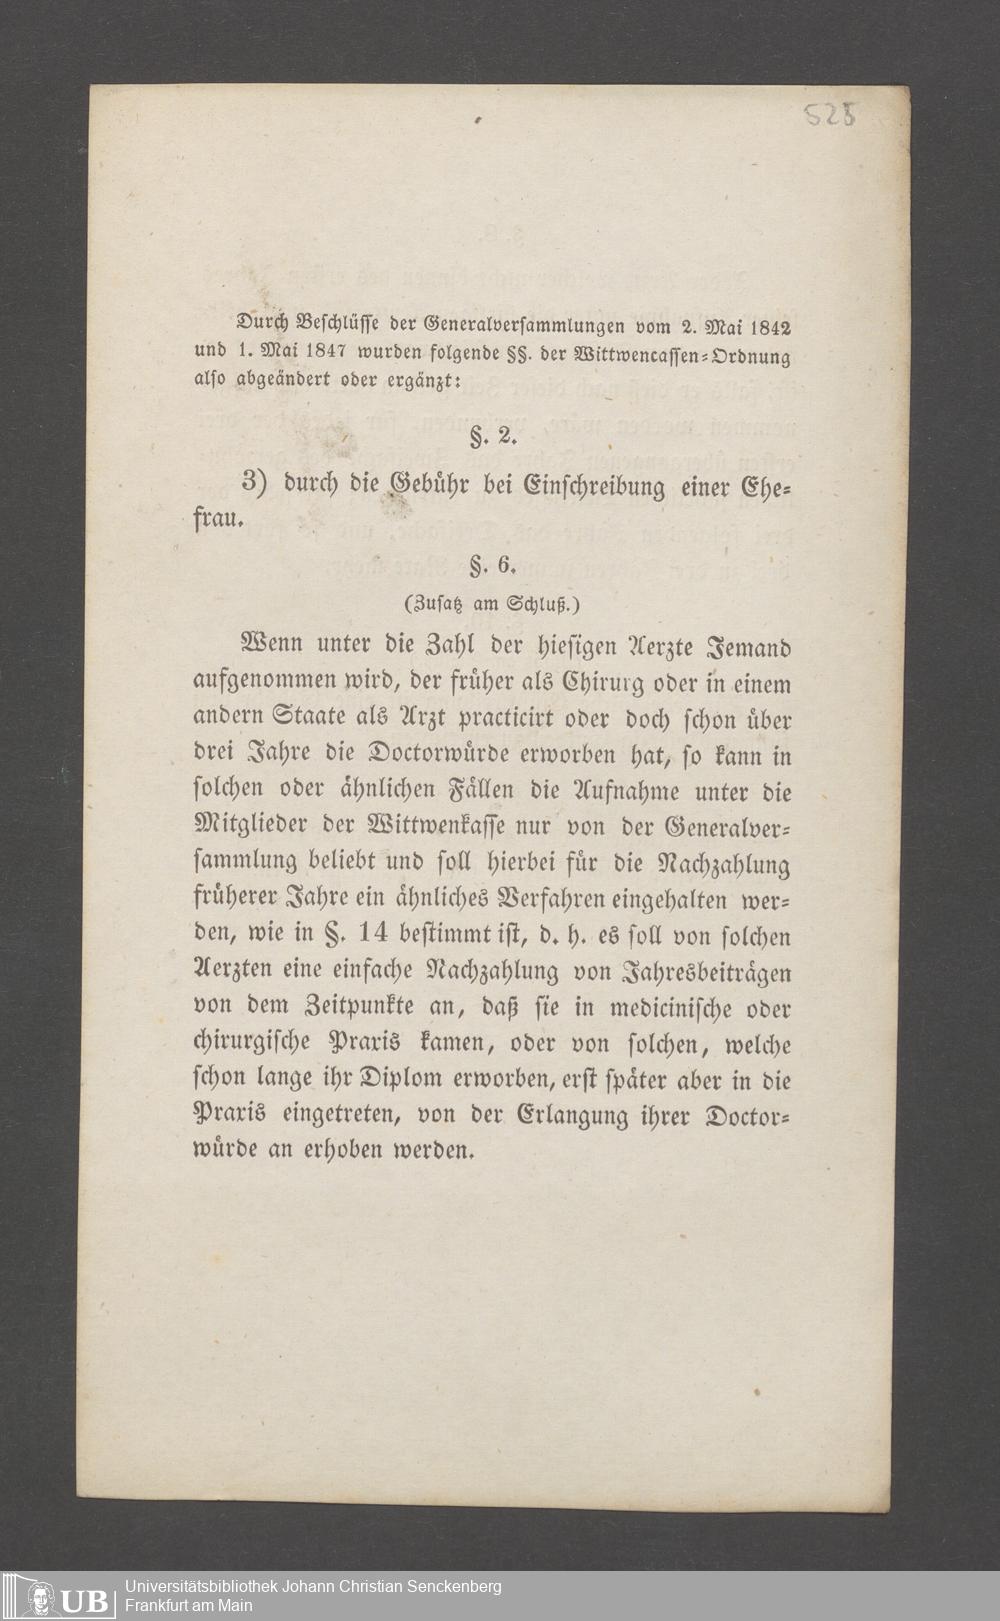 525
Durch Beschlüsse der Generalversammlungen vom 2. Mai 1842
und 1. Mai 1847 wurden folgende §§. der Wittwencassen-Ordnung
also abgeändert oder ergänzt:
§. 2.
3) durch die Gebühr bei Einschreibung einer Ehe-
frau.
§. 6.
(Zusatz am Schluß.)
Wenn unter die Zahl der hiesigen Aerzte Jemand
aufgenommen wird, der früher als Chirurg oder in einem
andern Staate als Arzt practicirt oder doch schon über
drei Jahre die Doctorwürde erworben hat, so kann in
solchen oder ähnlichen Fällen die Aufnahme unter die
Mitglieder der Wittwenkasse nur von der Generalver-
sammlung beliebt und soll hierbei für die Nachzahlung
früherer Jahre ein ähnliches Verfahren eingehalten wer-
den, wie in §. 14 bestimmt ist, d. h. es soll von solchen
Aerzten eine einfache Nachzahlung von Jahresbeiträgen
von dem Zeitpunkte an, daß sie in medicinische oder
chirurgische Praxis kamen, oder von solchen, welche
schon lange ihr Diplom erworben, erst später aber in die
Praxis eingetreten, von der Erlangung ihrer Doctor-
würde an erhoben werden.
UB
Universitätsbibliothek Johann Christian Senckenberg
Frankfurt am Main